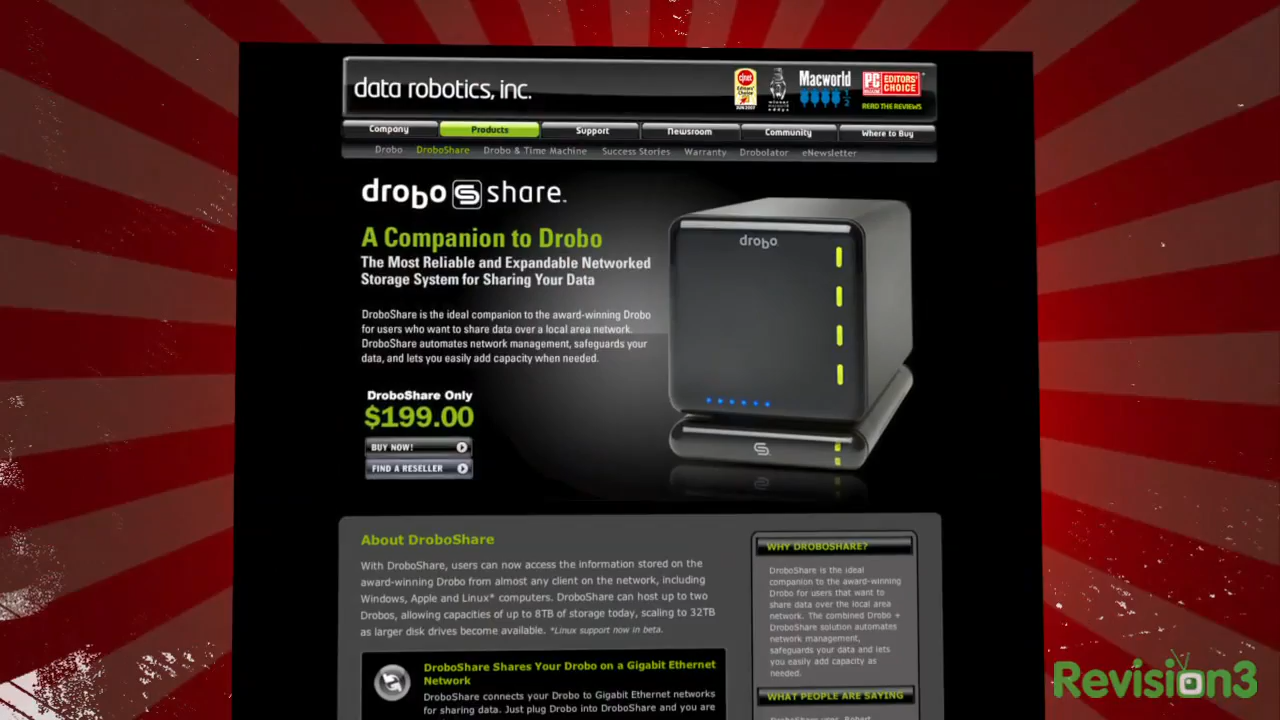 data robotics, inc.
cnet
Editors' Choice
JUN 2007
winner
macworld
eddys
Macworld
PC MAGAZINE EDITORS' CHOICE
READ THE REVIEWS
Company Products Support Newsroom Community Where to Buy
Drobo DroboShare Drobo & Time Machine Success Stories Warranty Drobolator eNewsletter
drobo S share™
A Companion to Drobo
The Most Reliable and Expandable Networked
Storage System for Sharing Your Data
DroboShare is the ideal companion to the award-winning Drobo
for users who want to share data over a local area network.
DroboShare automates network management, safeguards your
data, and lets you easily add capacity when needed.
DroboShare Only
$199.00
BUY NOW!
FIND A RESELLER
drobo
S
About DroboShare
With DroboShare, users can now access the information stored on the
award-winning Drobo from almost any client on the network, including
Windows, Apple and Linux* computers. DroboShare can host up to two
Drobos, allowing capacities of up to 8TB of storage today, scaling to 32TB
as larger disk drives become available. *Linux support now in beta.
DroboShare Shares Your Drobo on a Gigabit Ethernet
Network
DroboShare connects your Drobo to Gigabit Ethernet networks
for sharing data. Just plug Drobo into DroboShare and you are
WHY DROBOSHARE?
DroboShare is the ideal
companion to the award-winning
Drobo for users that want to
share data over the local area
network. The combined Drobo +
DroboShare solution automates
network management,
safeguards your data and lets
you easily add capacity as
needed.
WHAT PEOPLE ARE SAYING
Revision3